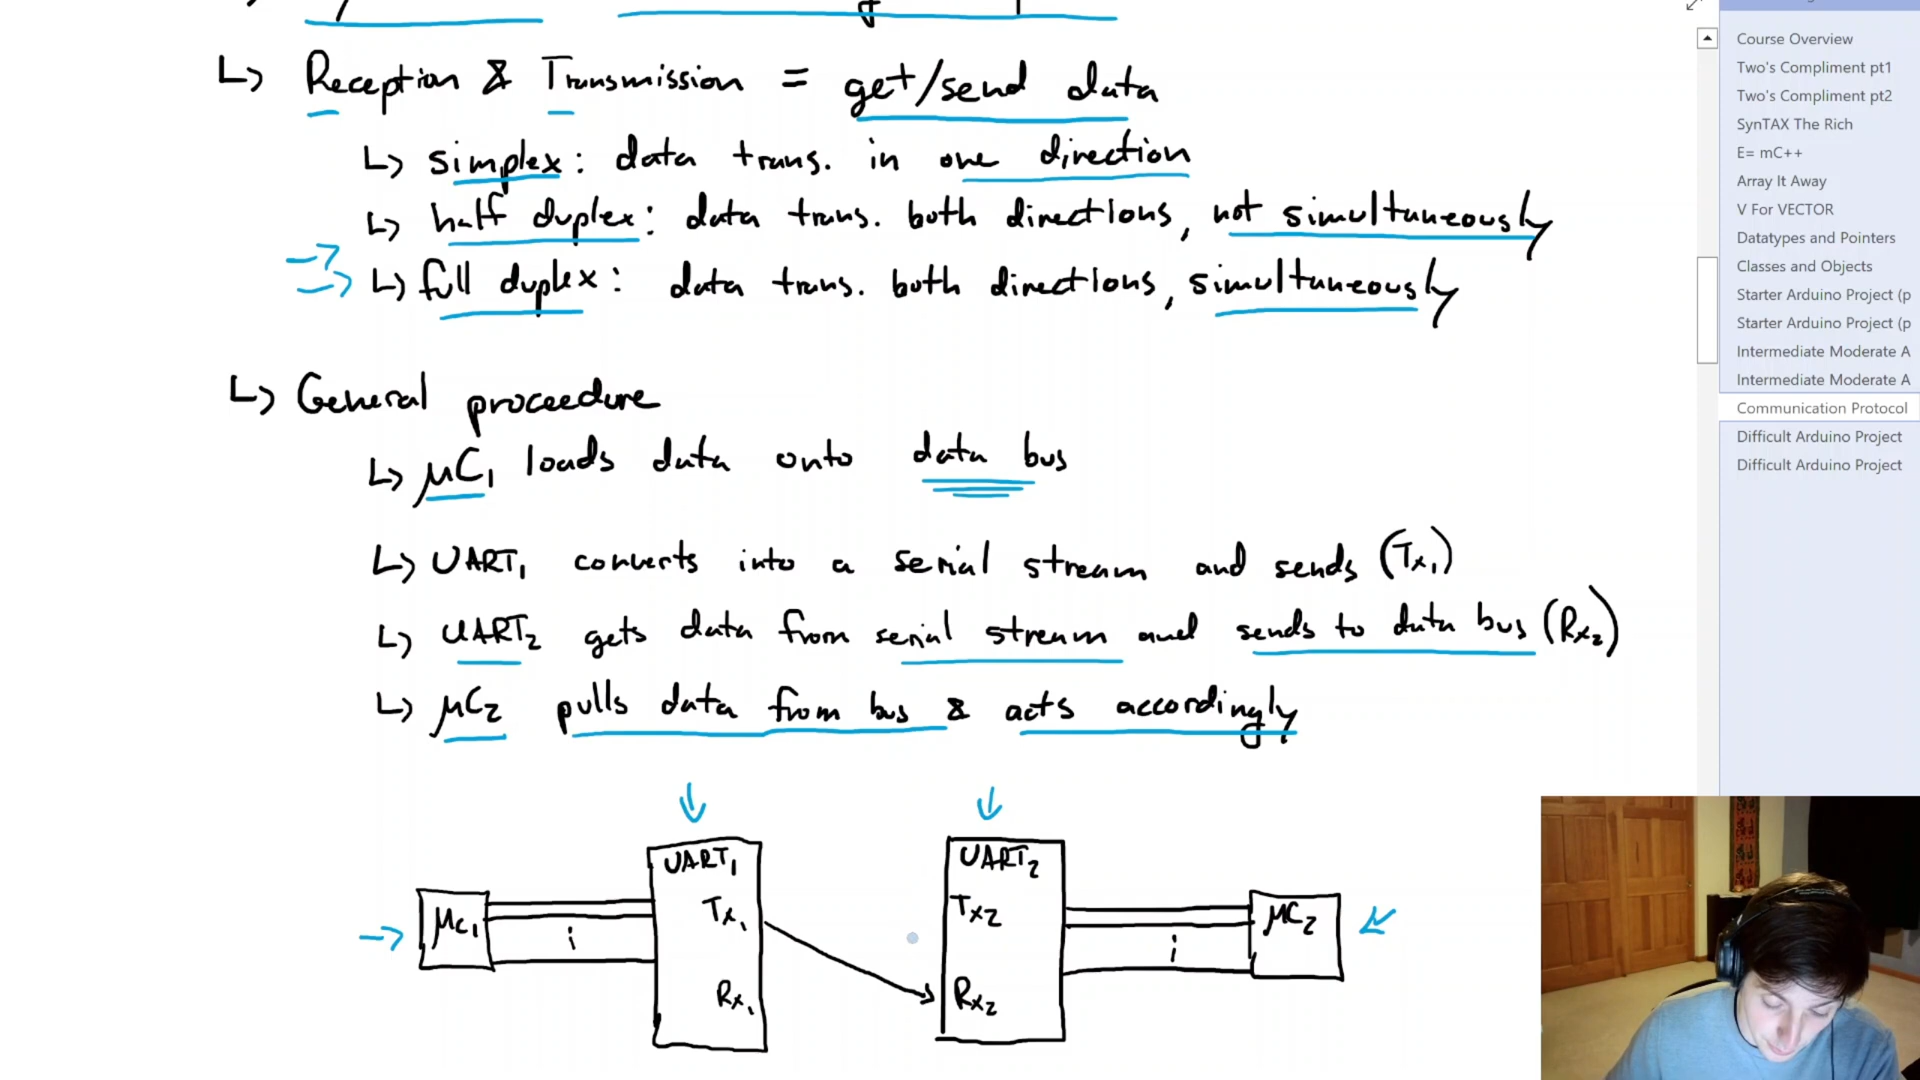 ↳ Reception & Transmission = get/send data
↳ simplex: data trans. in one direction
↳ half duplex: data trans. both directions, not simultaneously
↳ full duplex: data trans. both directions, simultaneously
↳ General proceedure
↳ μC1 loads data onto data bus
↳ UART1 converts into a serial stream and sends (Tx1)
↳ UART2 gets data from serial stream and sends to data bus (Rx2)
↳ μC2 pulls data from bus & acts accordingly
UART1
UART2
μC1
Tx1
Tx2
μC2
Rx1
Rx2
Course Overview
Two's Compliment pt1
Two's Compliment pt2
SynTAX The Rich
E= mC++
Array It Away
V For VECTOR
Datatypes and Pointers
Classes and Objects
Starter Arduino Project (p
Starter Arduino Project (p
Intermediate Moderate A
Intermediate Moderate A
Communication Protocol
Difficult Arduino Project
Difficult Arduino Project